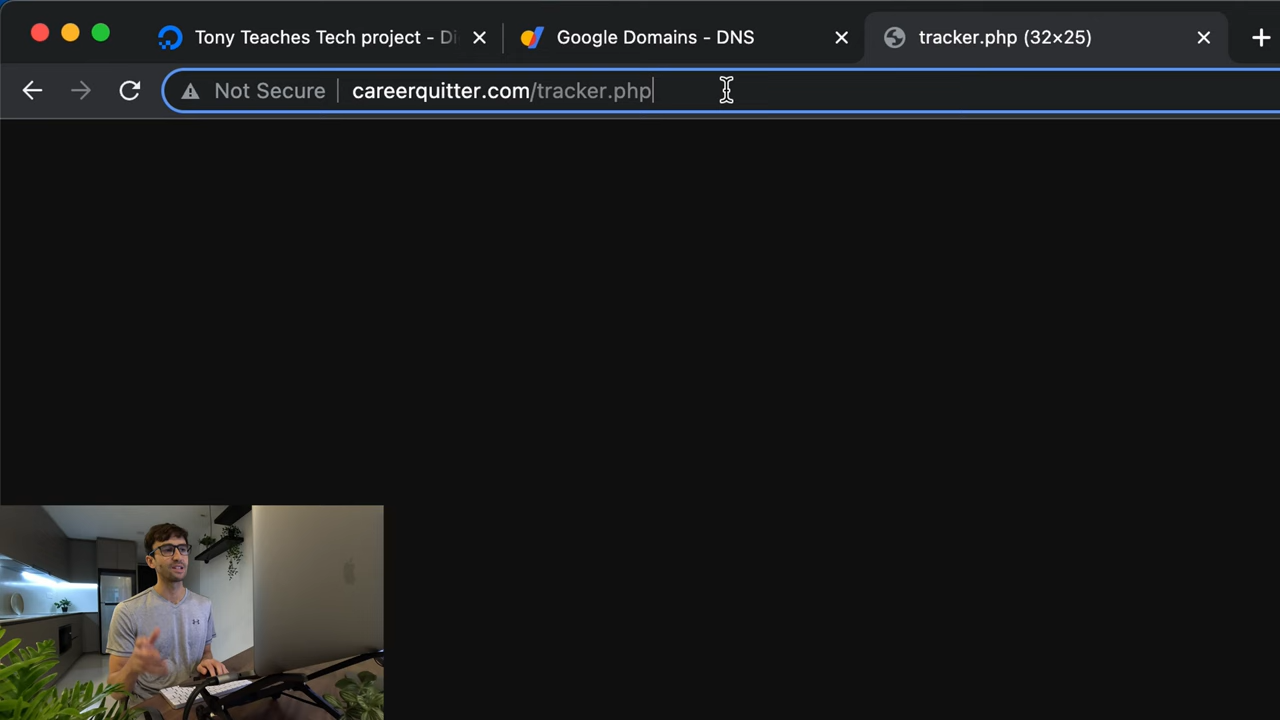 Tony Teaches Tech project - Di
Google Domains - DNS
tracker.php (32×25)
Not Secure
careerquitter.com/tracker.php